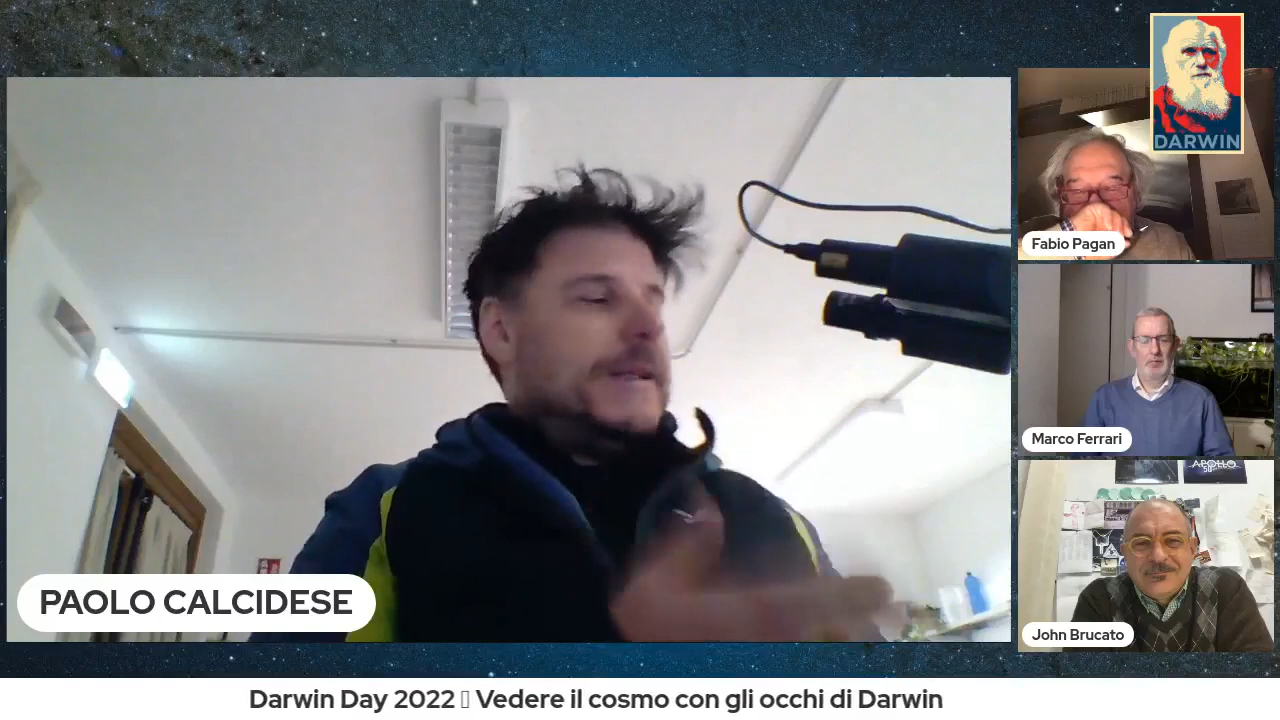 DARWIN
Fabio Pagan
Marco Ferrari
APOLLO
50
John Brucato
PAOLO CALCIDESE
Darwin Day 2022 ▯ Vedere il cosmo con gli occhi di Darwin